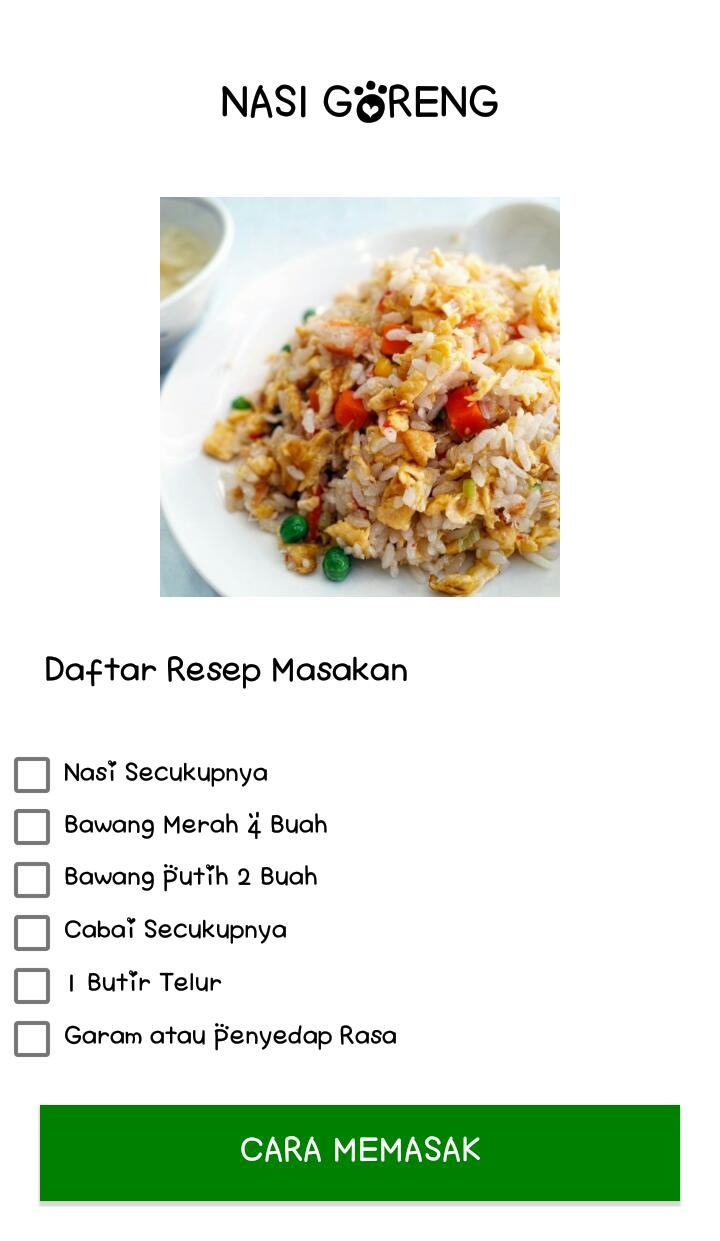 NASI GORENG
Daftar Resep Masakan
Nasi Secukupnya
Bawang Merah 4 Buah
Bawang Putih 2 Buah
Cabai Secukupnya
1 Butir Telur
Garam atau Penyedap Rasa
CARA MEMASAK